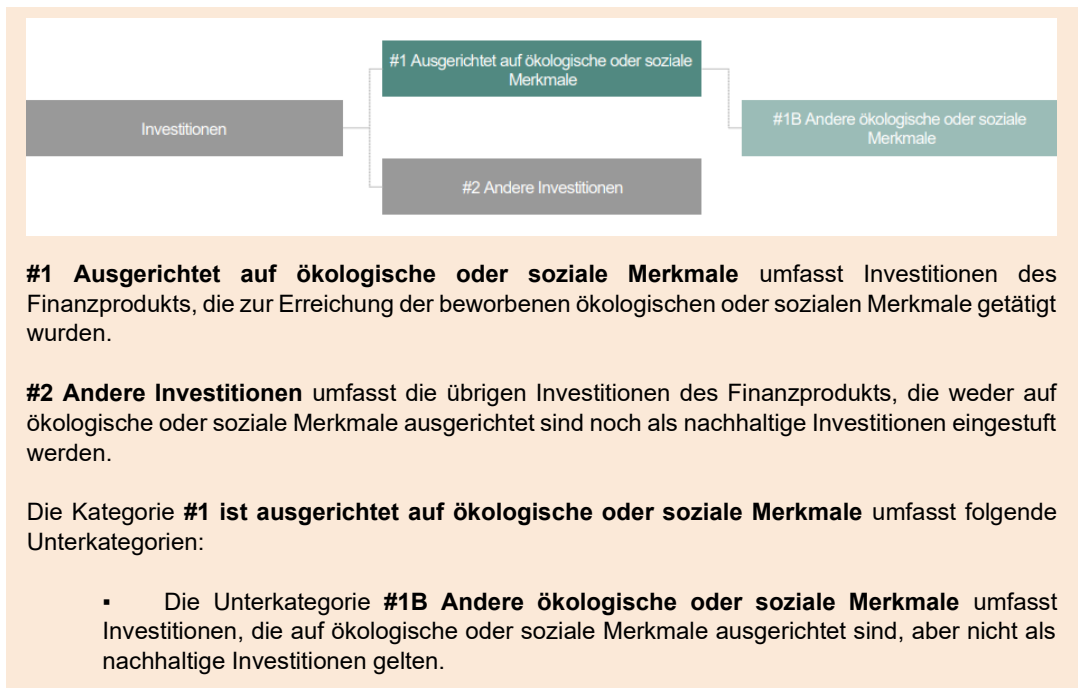 #1 Ausgerichtet auf ökologische oder soziale
Merkmale
Investitionen
#1B Andere ökologische oder soziale
Merkmale
#2 Andere Investitionen
#1 Ausgerichtet auf ökologische oder soziale Merkmale umfasst Investitionen des
Finanzprodukts, die zur Erreichung der beworbenen ökologischen oder sozialen Merkmale getätigt
wurden.
#2 Andere Investitionen umfasst die übrigen Investitionen des Finanzprodukts, die weder auf
ökologische oder soziale Merkmale ausgerichtet sind noch als nachhaltige Investitionen eingestuft
werden.
Die Kategorie #1 ist ausgerichtet auf ökologische oder soziale Merkmale umfasst folgende
Unterkategorien:
▪ Die Unterkategorie #1B Andere ökologische oder soziale Merkmale umfasst
Investitionen, die auf ökologische oder soziale Merkmale ausgerichtet sind, aber nicht als
nachhaltige Investitionen gelten.